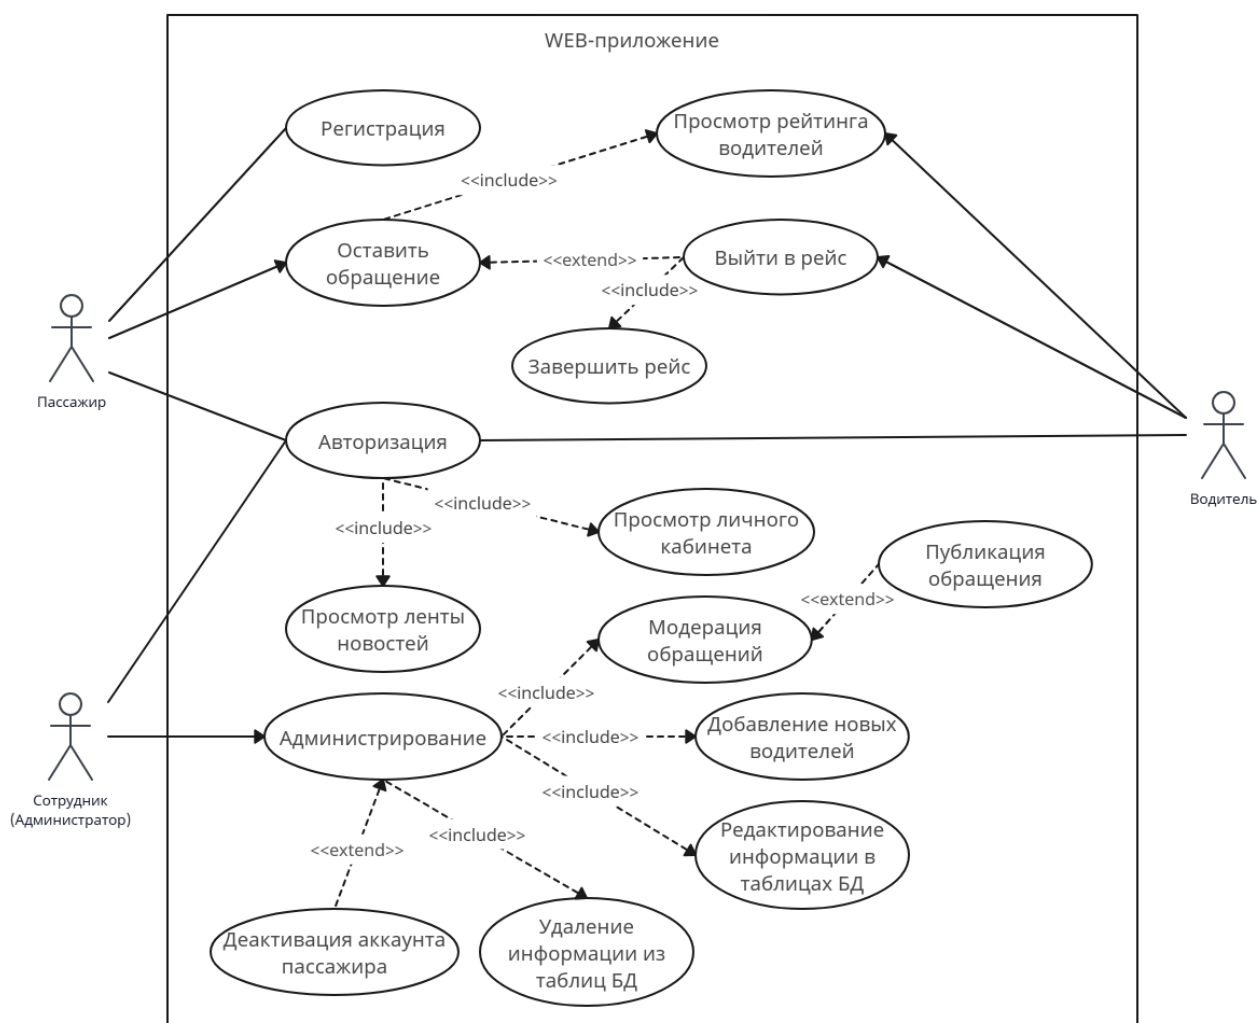 WEB-приложение
Регистрация
Просмотр рейтинга
водителей
<<include>>
Оставить
обращение
<<extend>>
Выйти в рейс
<<include>>
Завершить рейс
Пассажир
Авторизация
Водитель
<<include>>
<<include>>
Просмотр личного
кабинета
Публикация
обращения
<<extend>>
Просмотр ленты
новостей
Модерация
обращений
<<include>>
Администрирование
<<include>>
Добавление новых
водителей
<<include>>
Сотрудник
(Администратор)
<<extend>>
<<include>>
Редактирование
информации в
таблицах БД
Деактивация аккаунта
пассажира
Удаление
информации из
таблиц БД